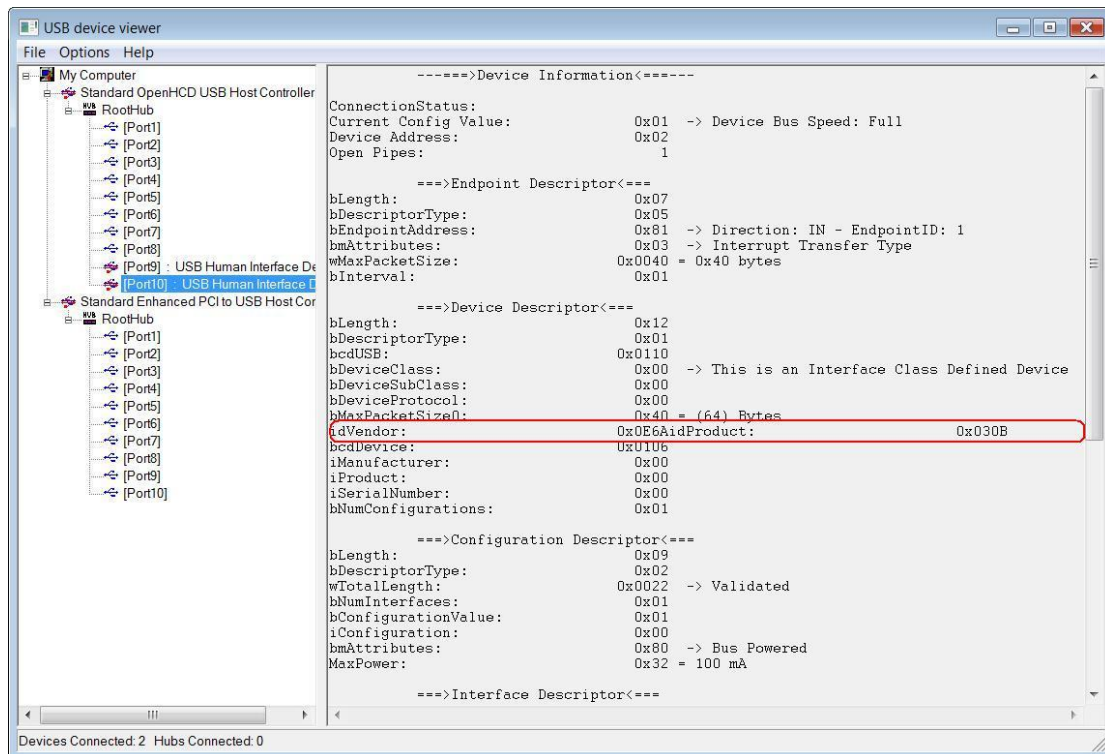 USB device viewer
File Options Help
My Computer
Standard OpenHCD USB Host Controller
RootHub
[Port1]
[Port2]
[Port3]
[Port4]
[Port5]
[Port6]
[Port7]
[Port8]
[Port9] : USB Human Interface De
[Port10] : USB Human Interface D
Standard Enhanced PCI to USB Host Con
RootHub
[Port1]
[Port2]
[Port3]
[Port4]
[Port5]
[Port6]
[Port7]
[Port8]
[Port9]
[Port10]
---===>Device Information<===---
ConnectionStatus:
Current Config Value: 0x01 -> Device Bus Speed: Full
Device Address: 0x02
Open Pipes: 1
===>Endpoint Descriptor<===
bLength: 0x07
bDescriptorType: 0x05
bEndpointAddress: 0x81 -> Direction: IN - EndpointID: 1
bmAttributes: 0x03 -> Interrupt Transfer Type
wMaxPacketSize: 0x0040 = 0x40 bytes
bInterval: 0x01
===>Device Descriptor<===
bLength: 0x12
bDescriptorType: 0x01
bcdUSB: 0x0110
bDeviceClass: 0x00 -> This is an Interface Class Defined Device
bDeviceSubClass: 0x00
bDeviceProtocol: 0x00
bMaxPacketSize0: 0x40 = (64) Bytes
idVendor: 0x0E6AidProduct: 0x030B
bcdDevice: 0x0106
iManufacturer: 0x00
iProduct: 0x00
iSerialNumber: 0x00
bNumConfigurations: 0x01
===>Configuration Descriptor<===
bLength: 0x09
bDescriptorType: 0x02
wTotalLength: 0x0022 -> Validated
bNumInterfaces: 0x01
bConfigurationValue: 0x01
iConfiguration: 0x00
bmAttributes: 0x80 -> Bus Powered
MaxPower: 0x32 = 100 mA
===>Interface Descriptor<===
Devices Connected: 2 Hubs Connected: 0